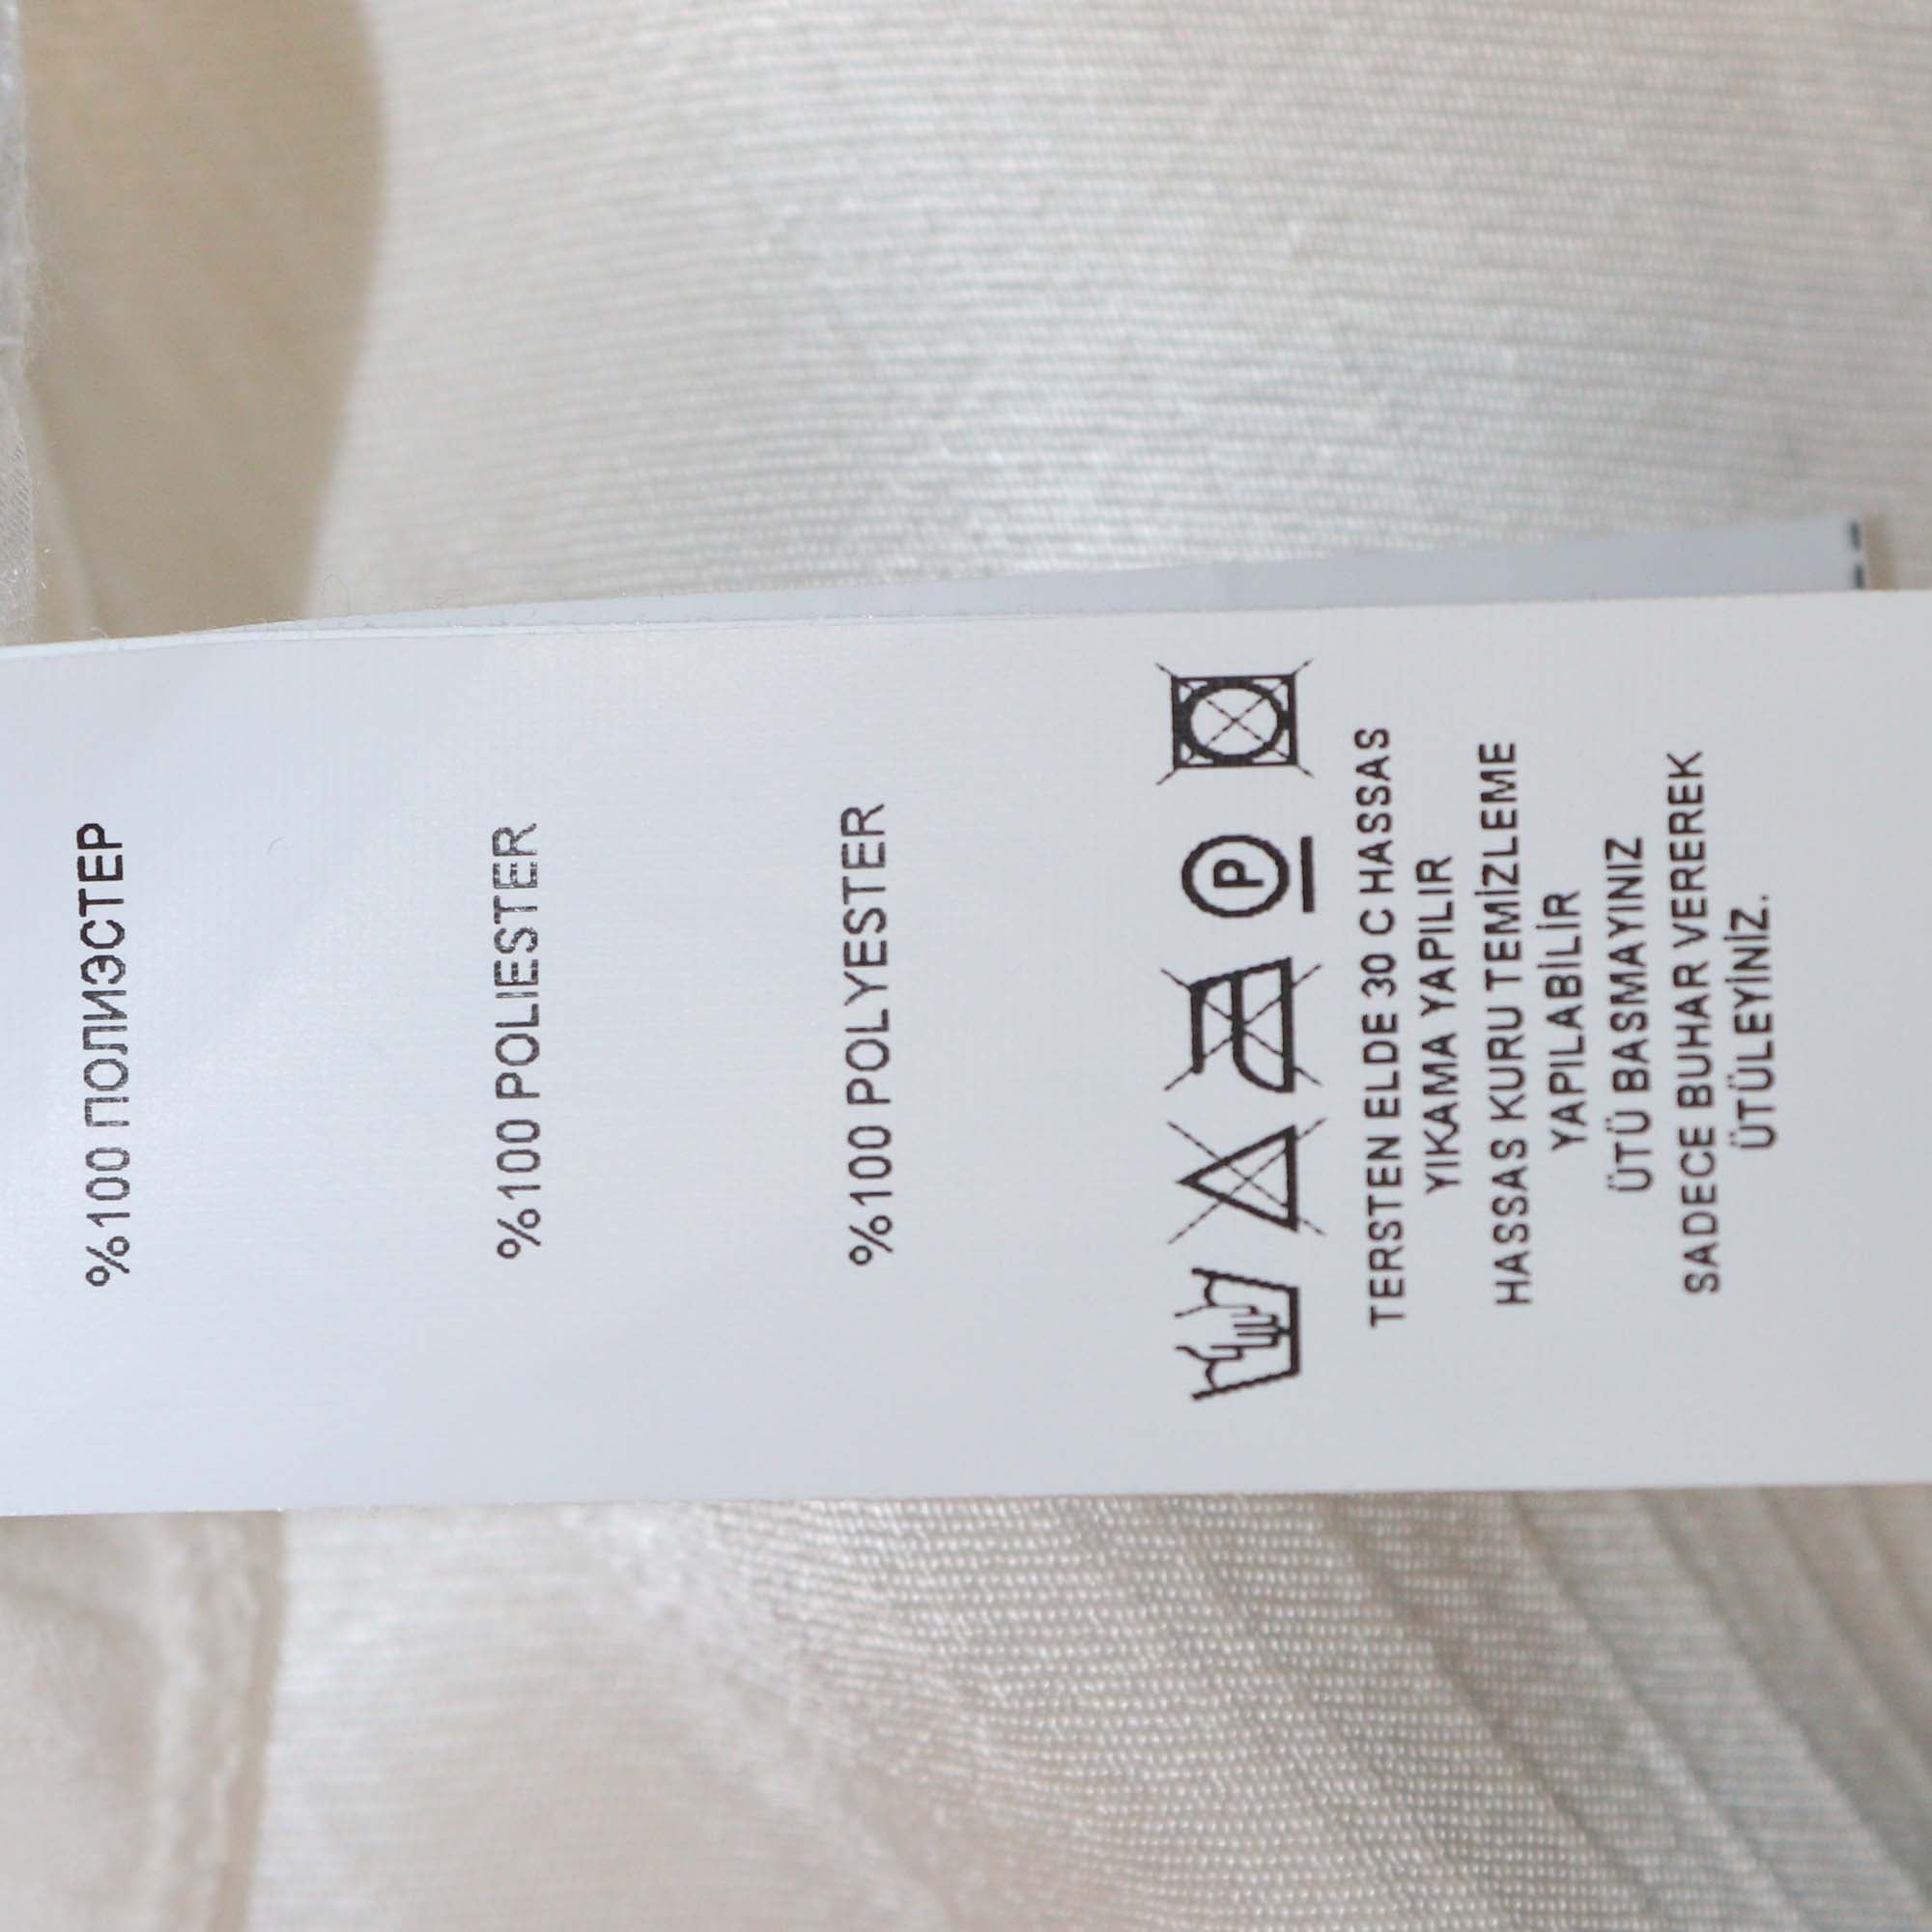 %100 ПОЛИЭСТЕР
%100 POLIESTER
%100 POLYESTER
P
TERSTEN ELDE 30 C HASSAS
YIKAMA YAPILIR
HASSAS KURU TEMİZLEME
YAPILABİLİR
ÜTÜ BASMAYINIZ
SADECE BUHAR VEREREK
ÜTÜLEYİNİZ.